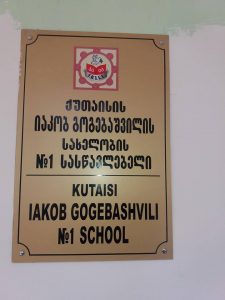 ქუთაისის
იაკობ გოგებაშვილის
სახელობის
№1 სასწავლებელი
KUTAISI
IAKOB GOGEBASHVILI
№1 SCHOOL